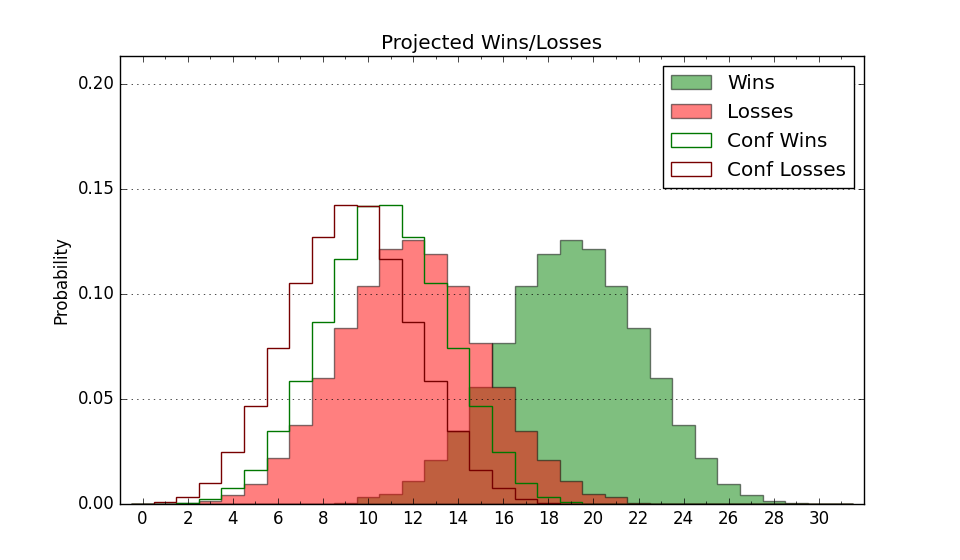 Projected Wins/Losses
Wins
Losses
Conf Wins
Conf Losses
Probability
0.20
0.15
0.10
0.05
0.00
0 2 4 6 8 10 12 14 16 18 20 22 24 26 28 30